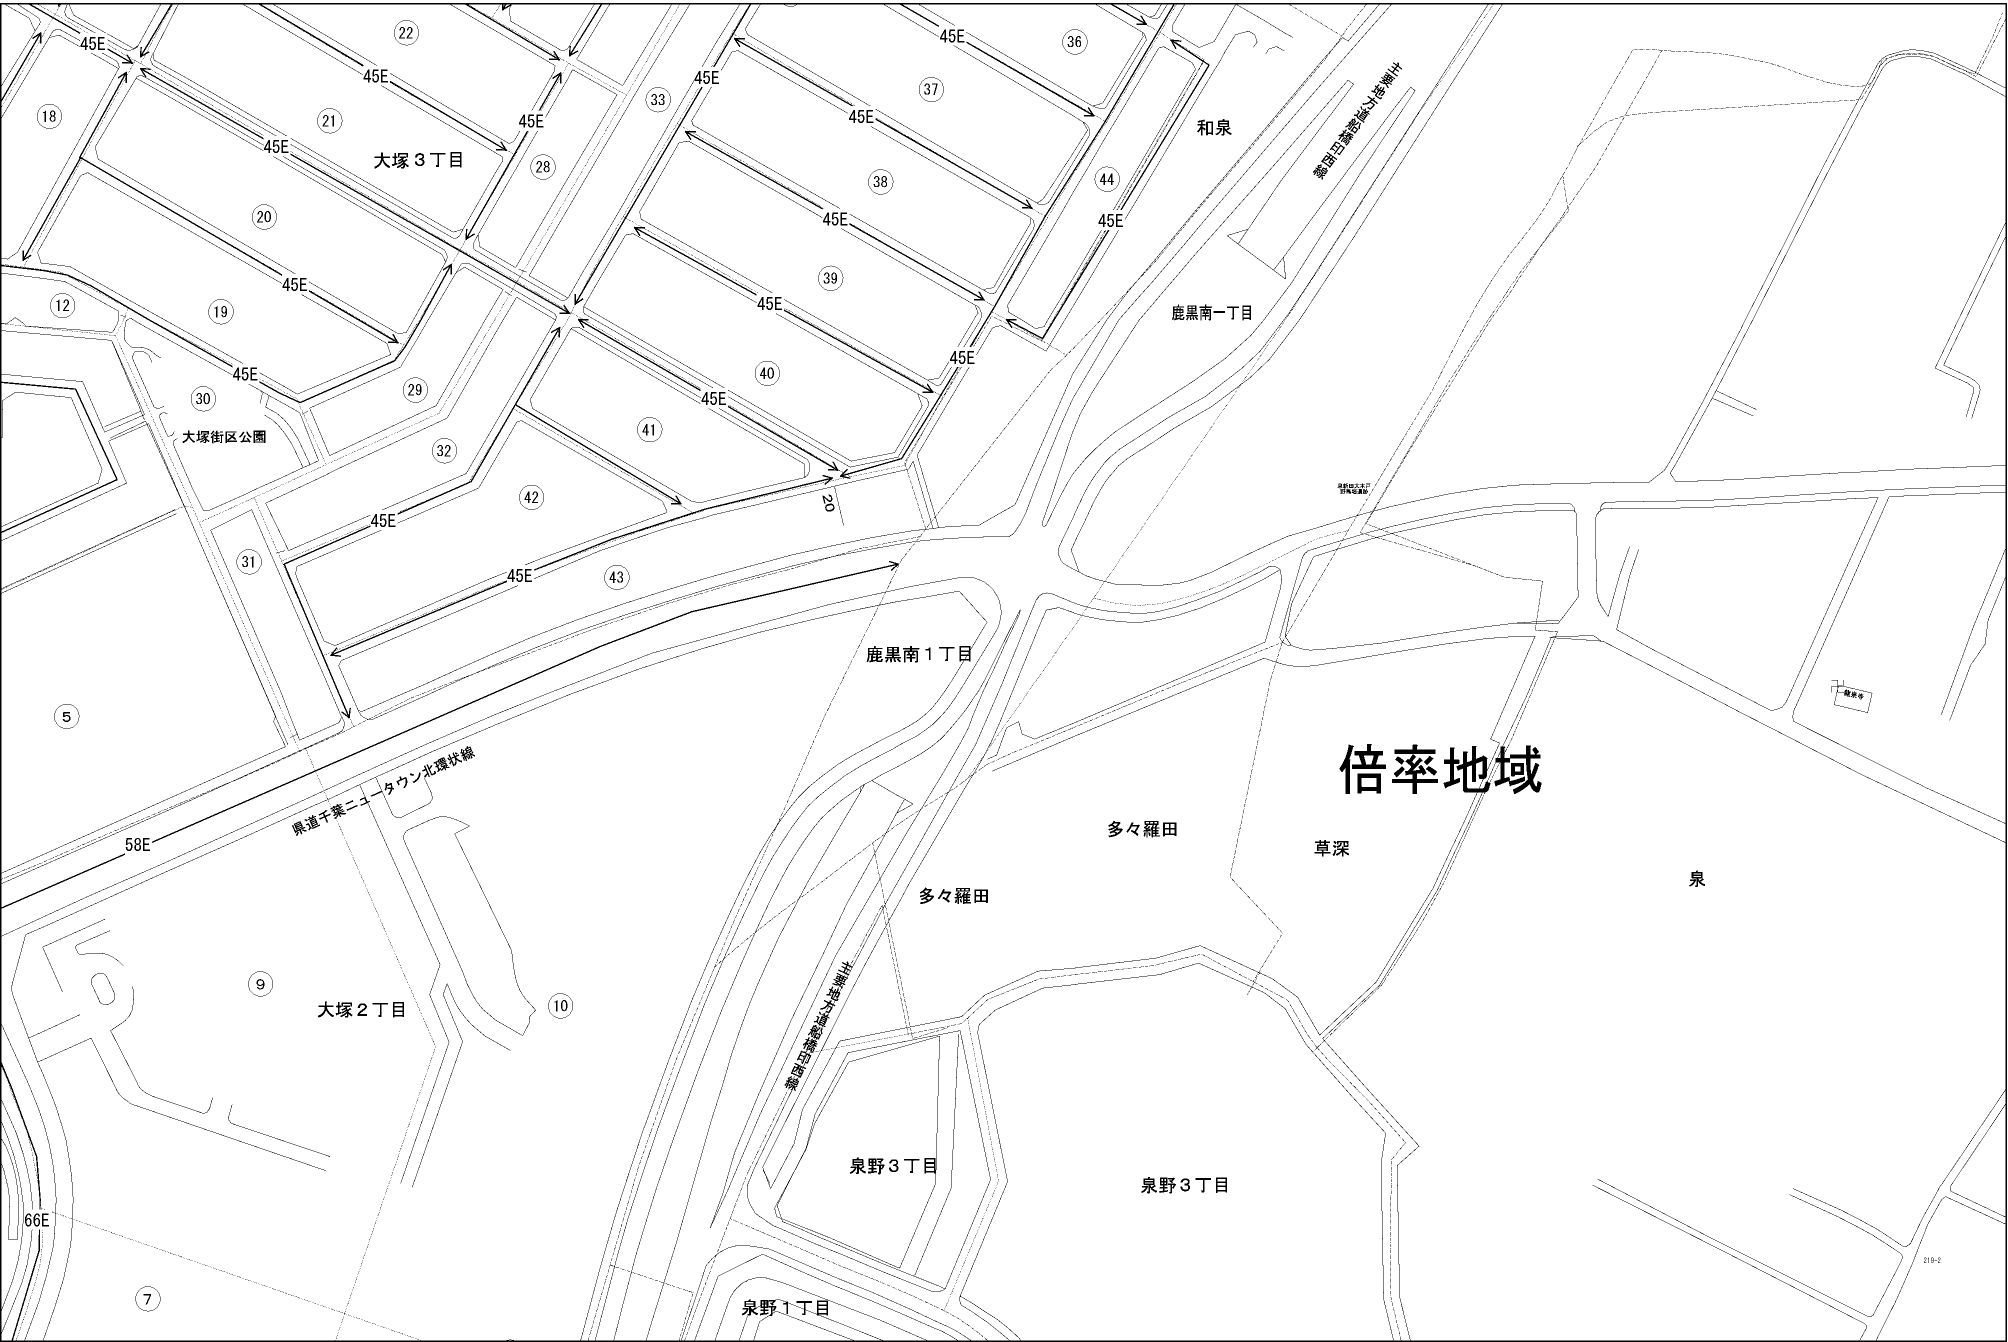 22
45E
45E
36
45E
33
45E
37
18
45E
45E
主要地方道船橋印西線
和泉
21
45E
大塚３丁目
28
38
44
20
45E
45E
39
45E
45E
12
19
鹿黒南一丁目
45E
45E
40
29
30
45E
41
大塚街区公園
32
42
20
45E
31
45E
43
鹿黒南１丁目
龍泉寺
5
倍率地域
県道千葉ニュータウン北環状線
58E
多々羅田
草深
泉
多々羅田
9
10
大塚２丁目
主要地方道船橋印西線
泉野３丁目
泉野３丁目
66E
219-2
7
泉野１丁目